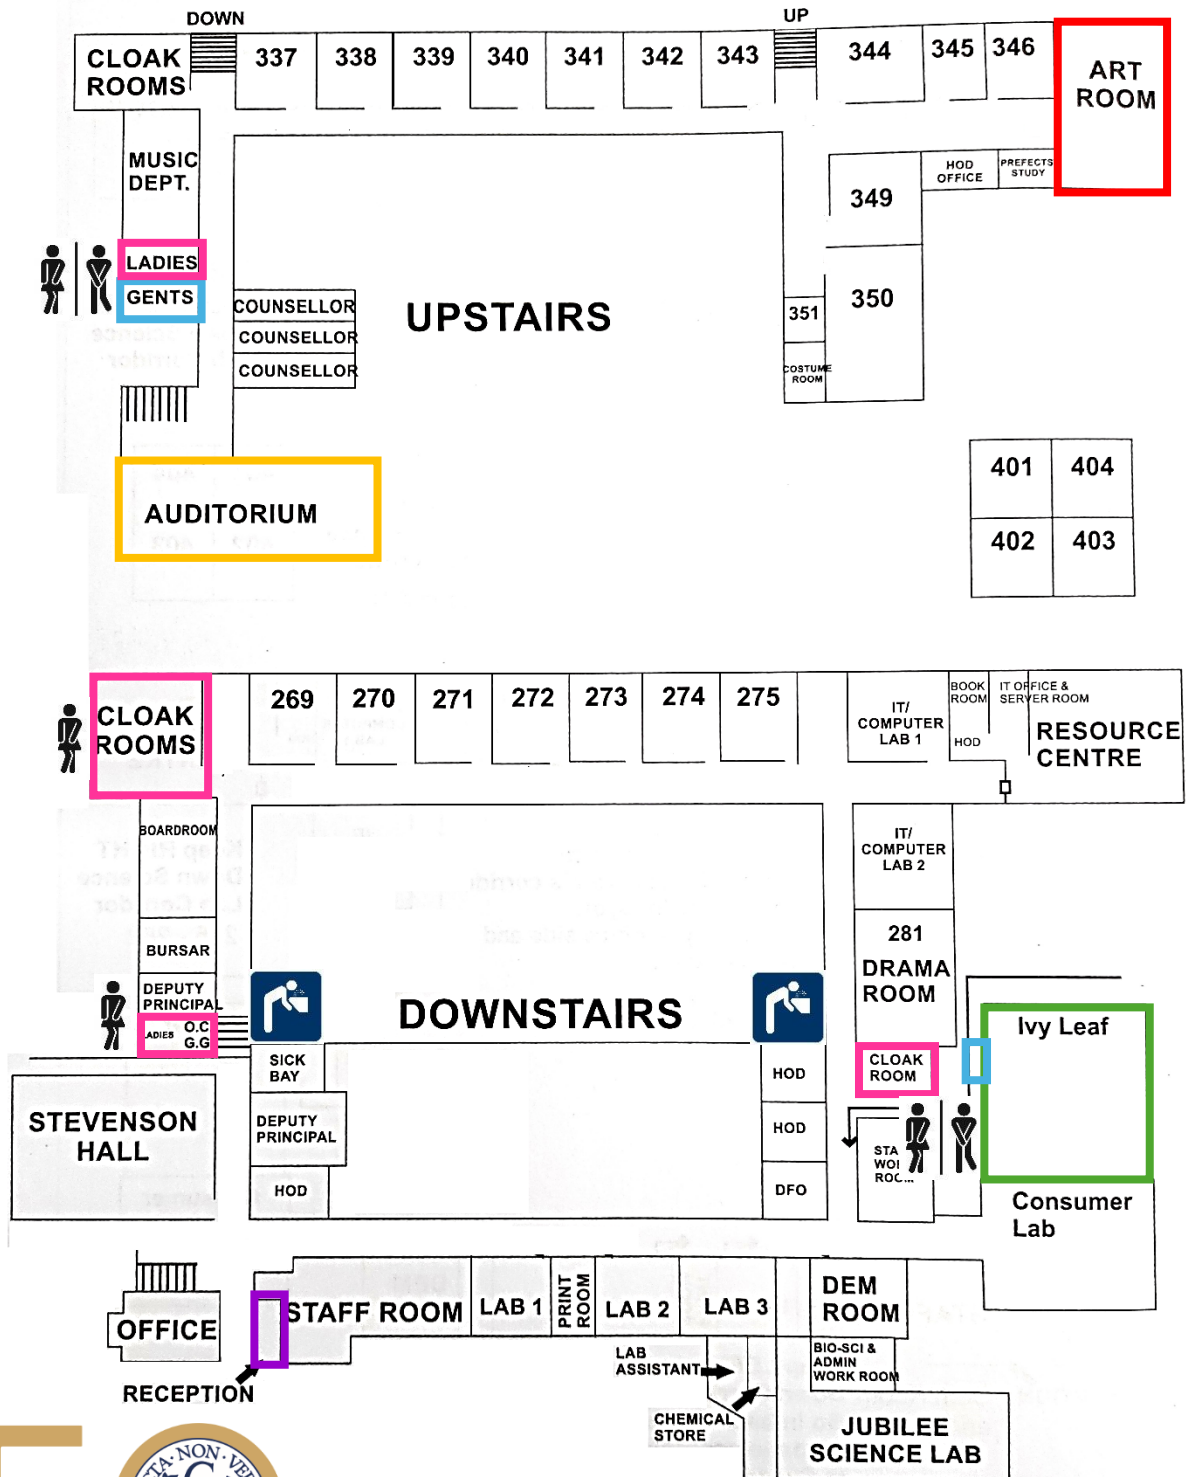 DOWN
UP
CLOAK
ROOMS
337
338
339
340
341
342
343
344
345
346
ART
ROOM
MUSIC
DEPT.
HOD
OFFICE
PREFECTS
STUDY
349
LADIES
GENTS
COUNSELLOR
COUNSELLOR
COUNSELLOR
UPSTAIRS
351
350
COSTUME
ROOM
AUDITORIUM
401
404
402
403
CLOAK
ROOMS
269
270
271
272
273
274
275
IT/
COMPUTER
LAB 1
BOOK
ROOM
HOD
IT OFFICE &
SERVER ROOM
RESOURCE
CENTRE
BOARDROOM
IT/
COMPUTER
LAB 2
BURSAR
281
DRAMA
ROOM
DEPUTY
PRINCIPAL
O.C
G.G
DOWNSTAIRS
Ivy Leaf
SICK
BAY
HOD
CLOAK
ROOM
STEVENSON
HALL
DEPUTY
PRINCIPAL
HOD
HOD
DFO
Consumer
Lab
OFFICE
STAFF ROOM
LAB 1
PRINT
ROOM
LAB 2
LAB 3
DEM
ROOM
RECEPTION
LAB
ASSISTANT
BIO-SCI &
ADMIN
WORK ROOM
CHEMICAL
STORE
JUBILEE
SCIENCE LAB
NON